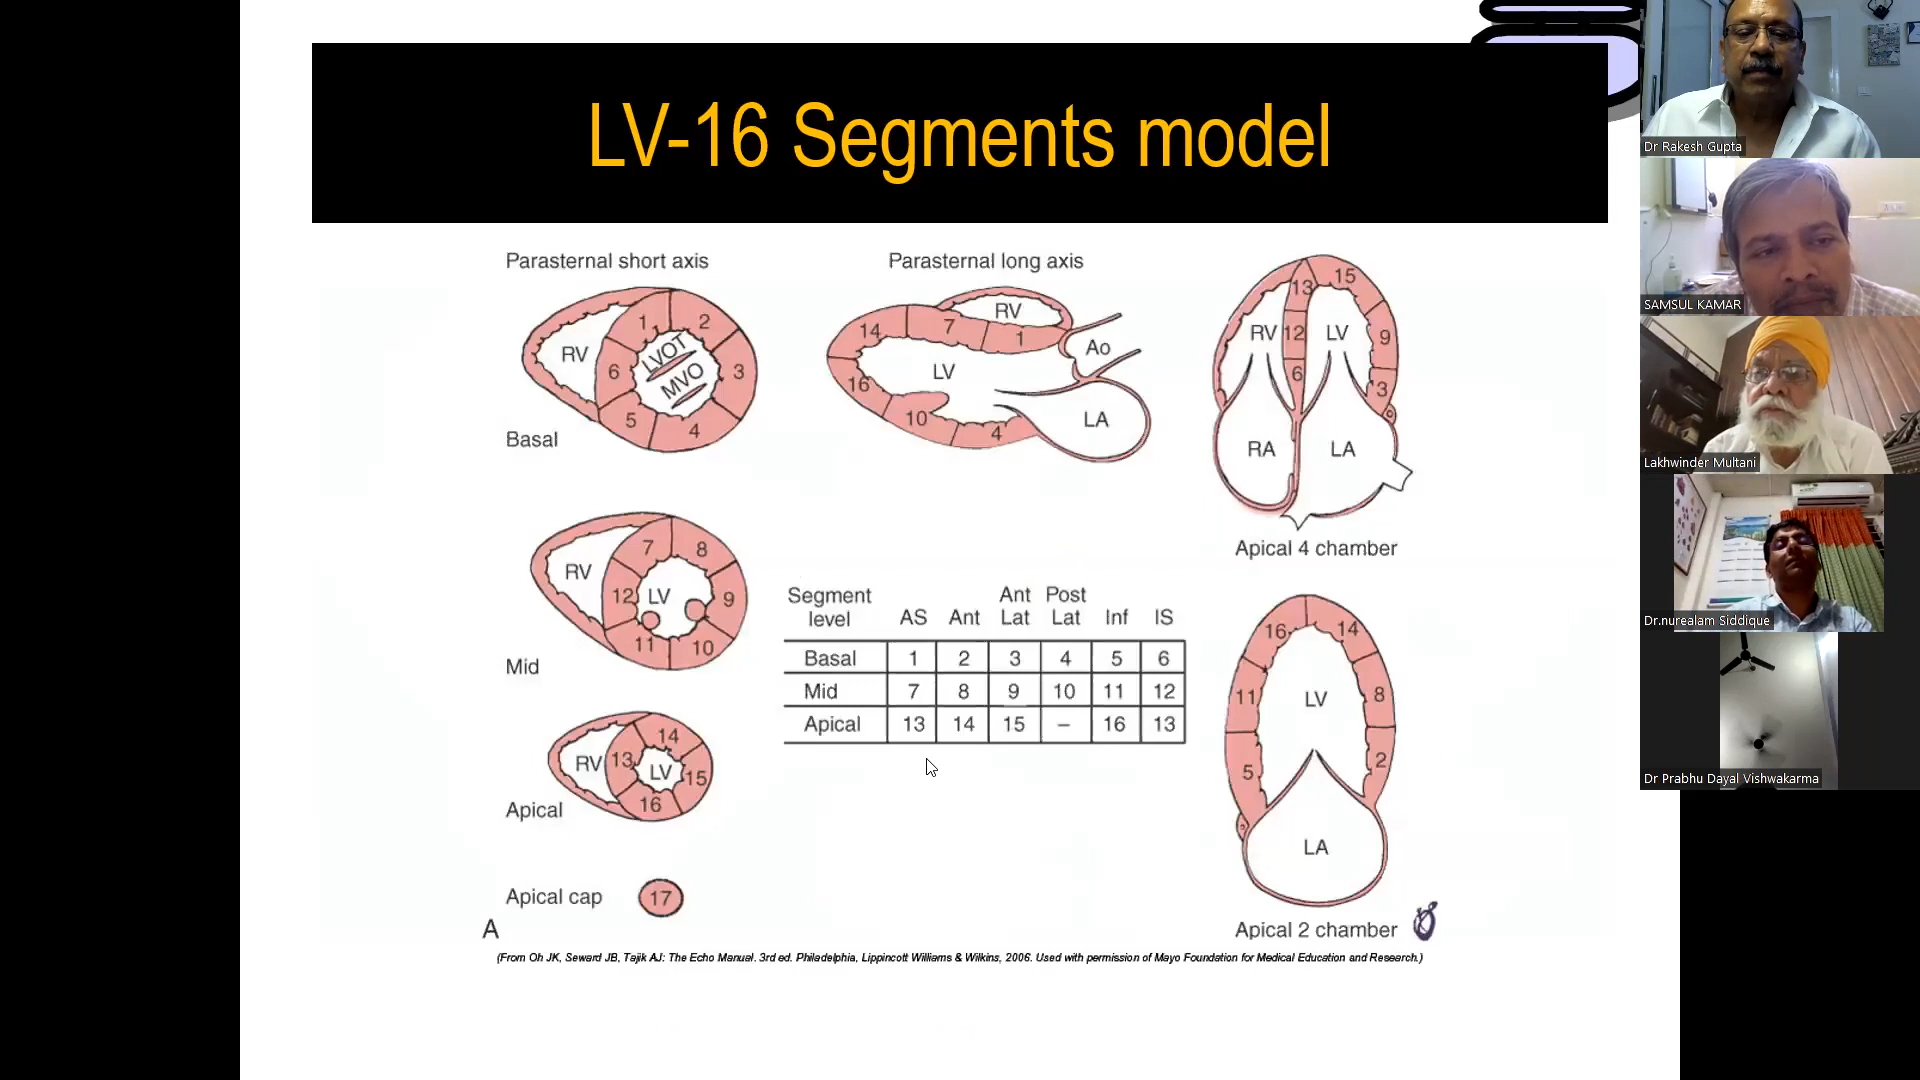 LV-16 Segments model
Parasternal short axis
Parasternal long axis
1
2
3
4
5
6
RV
LVOT
MVO
Basal
14
7
1
RV
Ao
LV
16
10
4
LA
13
15
RV
12
LV
9
6
3
RA
LA
Apical 4 chamber
7
8
RV
12
LV
9
11
10
Mid
Segment level AS Ant Ant Lat Post Lat Inf IS
Basal 1 2 3 4 5 6
Mid 7 8 9 10 11 12
Apical 13 14 15 – 16 13
14
RV
13
LV
15
16
Apical
Apical cap
17
A
16
14
11
LV
8
5
2
LA
Apical 2 chamber
(From Oh JK, Seward JB, Tajik AJ: The Echo Manual. 3rd ed. Philadelphia, Lippincott Williams & Wilkins, 2006. Used with permission of Mayo Foundation for Medical Education and Research.)
Dr Rakesh Gupta
SAMSUL KAMAR
Lakhwinder Multani
Dr.nurealam Siddique
Dr Prabhu Dayal Vishwakarma